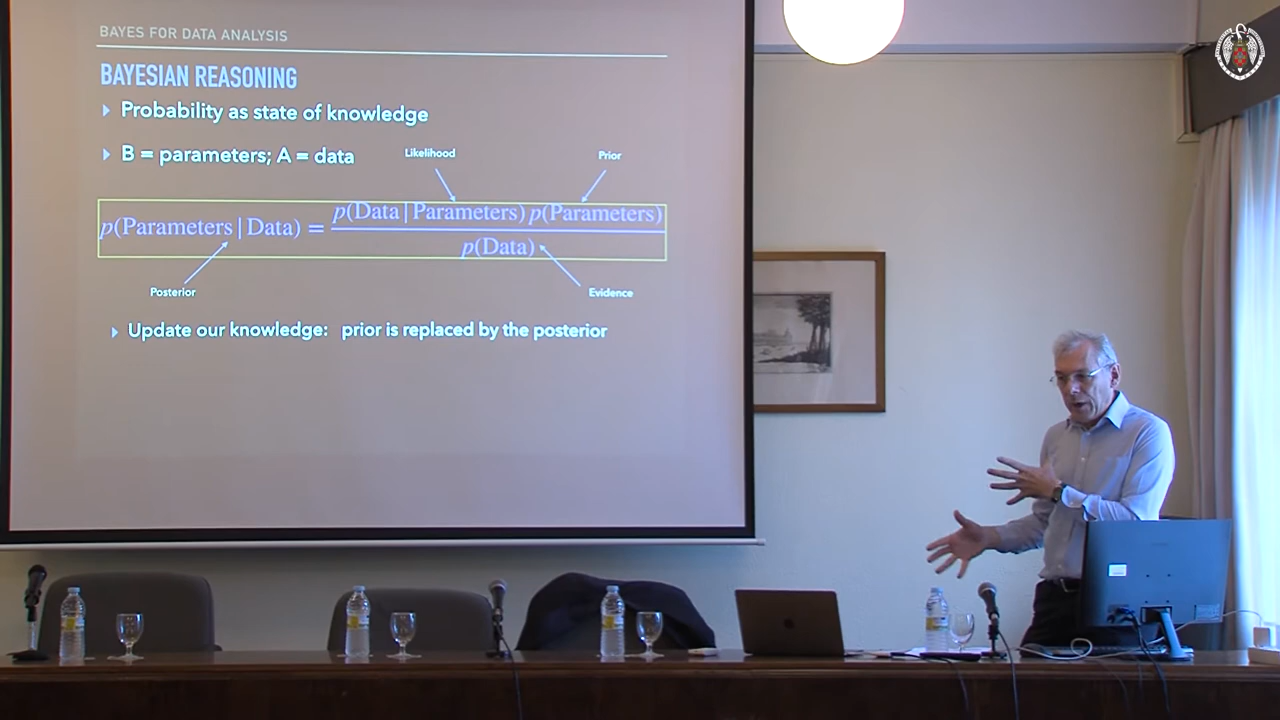 BAYES FOR DATA ANALYSIS
BAYESIAN REASONING
Probability as state of knowledge
B = parameters; A = data
Likelihood
Prior
p(Parameters | Data) = p(Data | Parameters) p(Parameters)
p(Data)
Posterior
Evidence
Update our knowledge: prior is replaced by the posterior